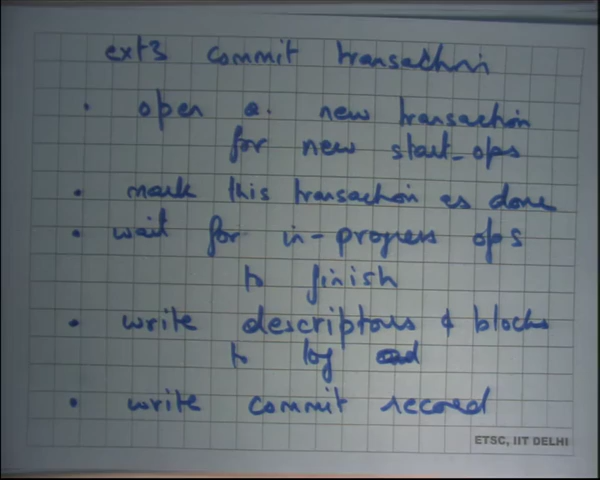 ext3 commit transaction
• open a. new transaction
for new start_ops
• mark this transaction as done
• wait for in-progress ops
to finish
• write descriptors & blocks
to log
• write commit record
ETSC, IIT DELHI